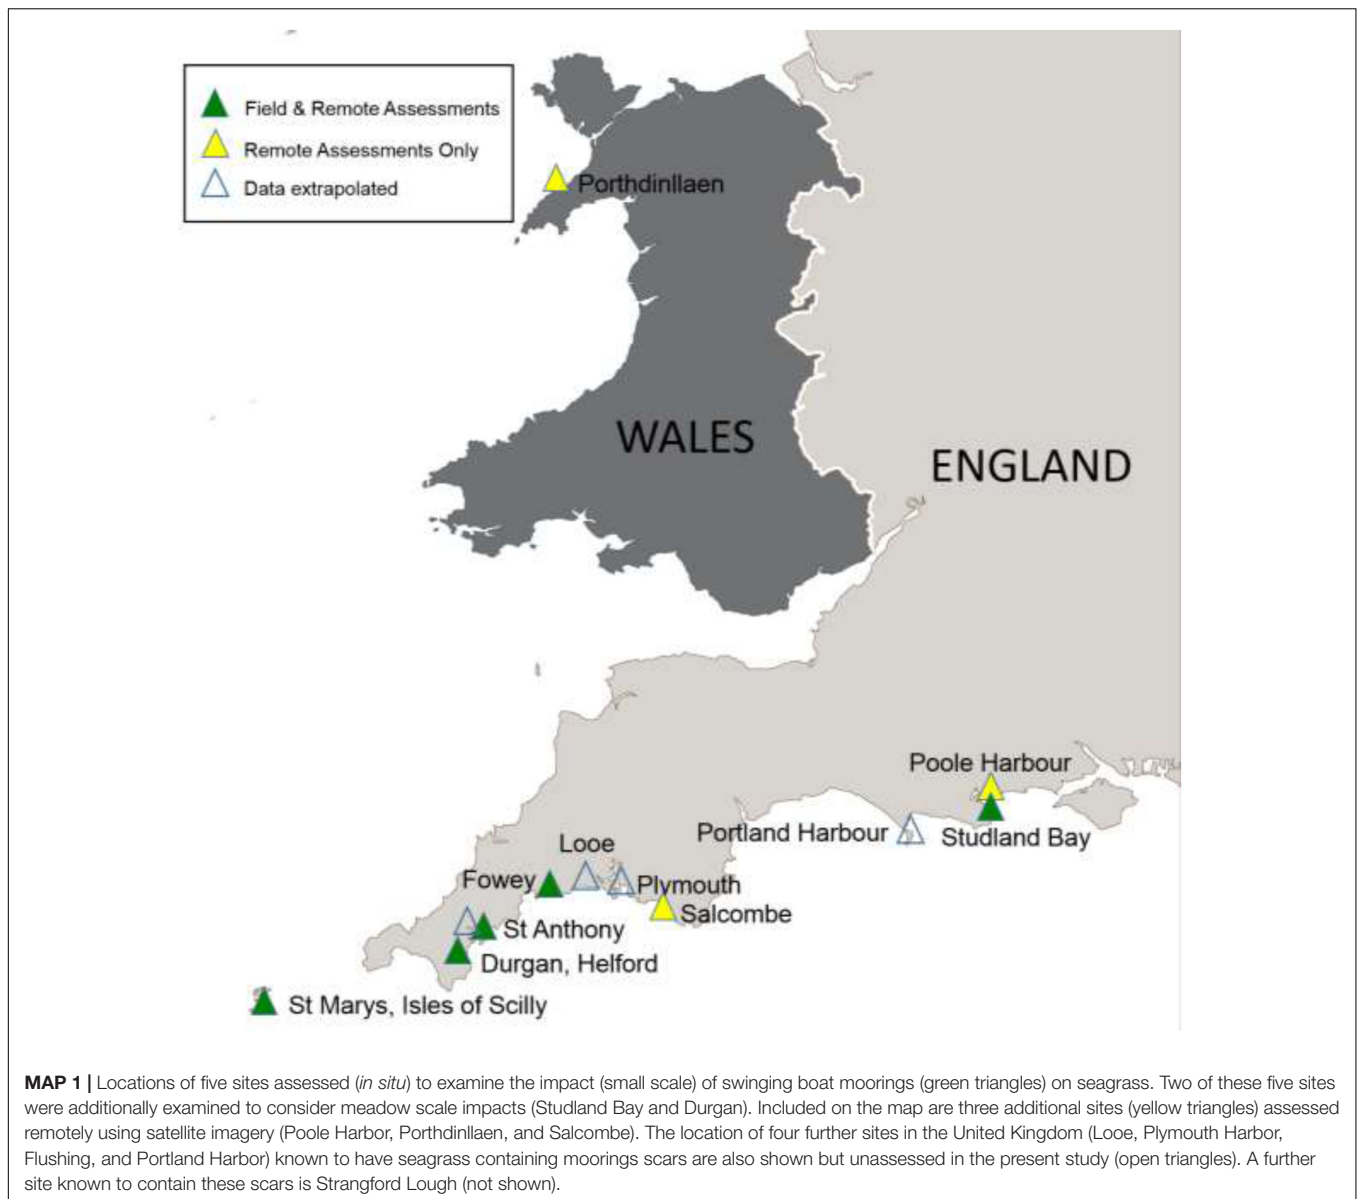 Field & Remote Assessments
Remote Assessments Only
Data extrapolated
Porthdinllaen
WALES
ENGLAND
Poole Harbour
Portland Harbour
Studland Bay
Looe
Fowey
Plymouth
Salcombe
St Anthony
Durgan, Helford
St Marys, Isles of Scilly
MAP 1 | Locations of five sites assessed (in situ) to examine the impact (small scale) of swinging boat moorings (green triangles) on seagrass. Two of these five sites
were additionally examined to consider meadow scale impacts (Studland Bay and Durgan). Included on the map are three additional sites (yellow triangles) assessed
remotely using satellite imagery (Poole Harbor, Porthdinllaen, and Salcombe). The location of four further sites in the United Kingdom (Looe, Plymouth Harbor,
Flushing, and Portland Harbor) known to have seagrass containing moorings scars are also shown but unassessed in the present study (open triangles). A further
site known to contain these scars is Strangford Lough (not shown).